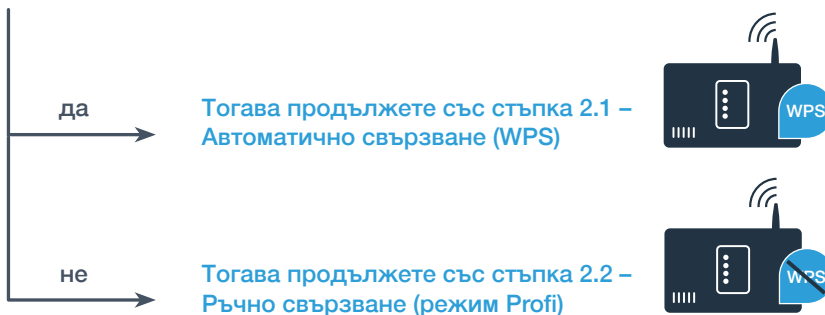 да
Тогава продължете със стъпка 2.1 –
Автоматично свързване (WPS)
WPS
не
Тогава продължете със стъпка 2.2 –
Ръчно свързване (режим Profi)
WPS